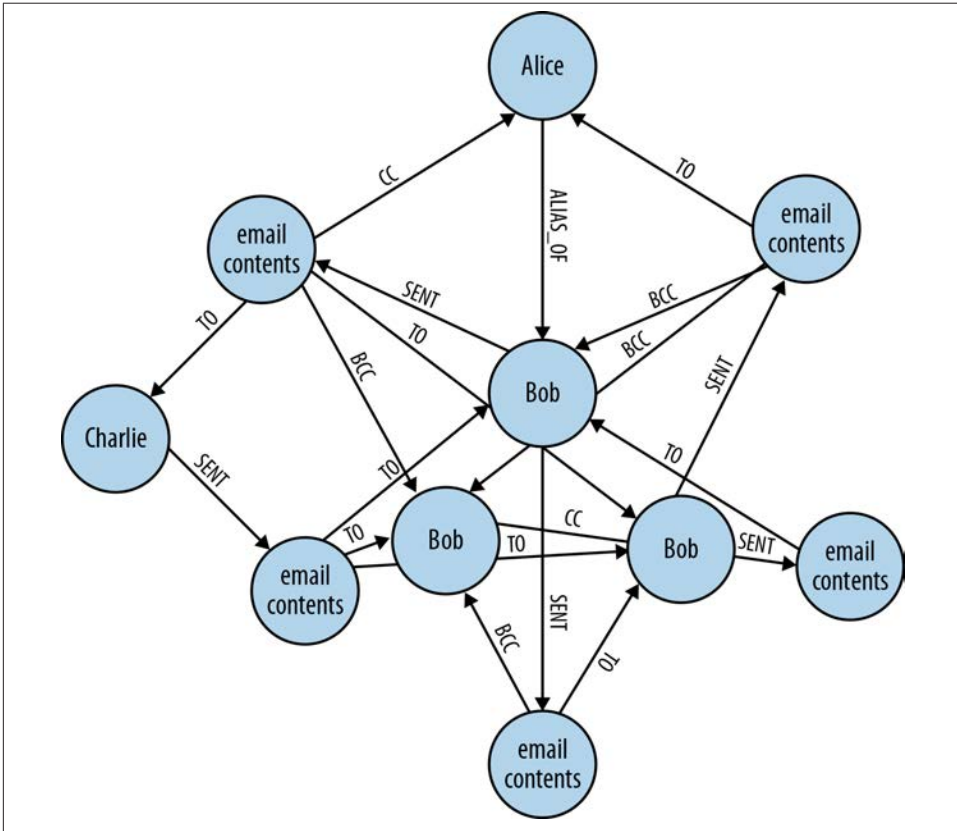 Alice
CC
TO
ALIAS_OF
email
contents
email
contents
SENT
BCC
TO
TO
BCC
BCC
SENT
Bob
Charlie
SENT
TO
TO
TO
CC
TO
Bob
Bob
SENT
email
contents
email
contents
SENT
BCC
TO
email
contents